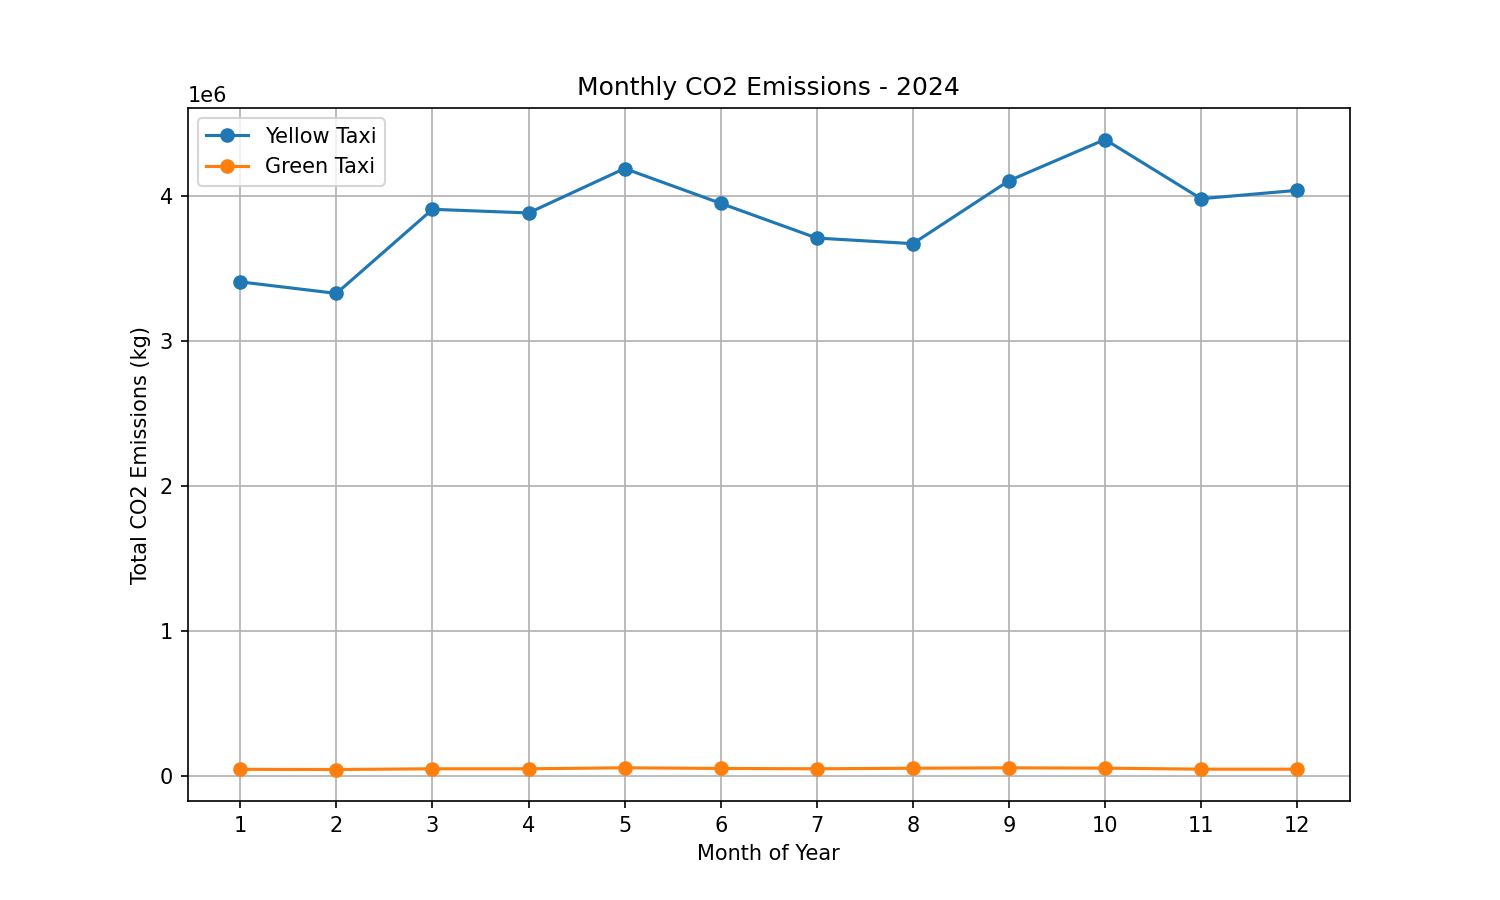 Monthly CO2 Emissions - 2024
1e6
Yellow Taxi
Green Taxi
4
3
2
1
0
Total CO2 Emissions (kg)
1 2 3 4 5 6 7 8 9 10 11 12
Month of Year